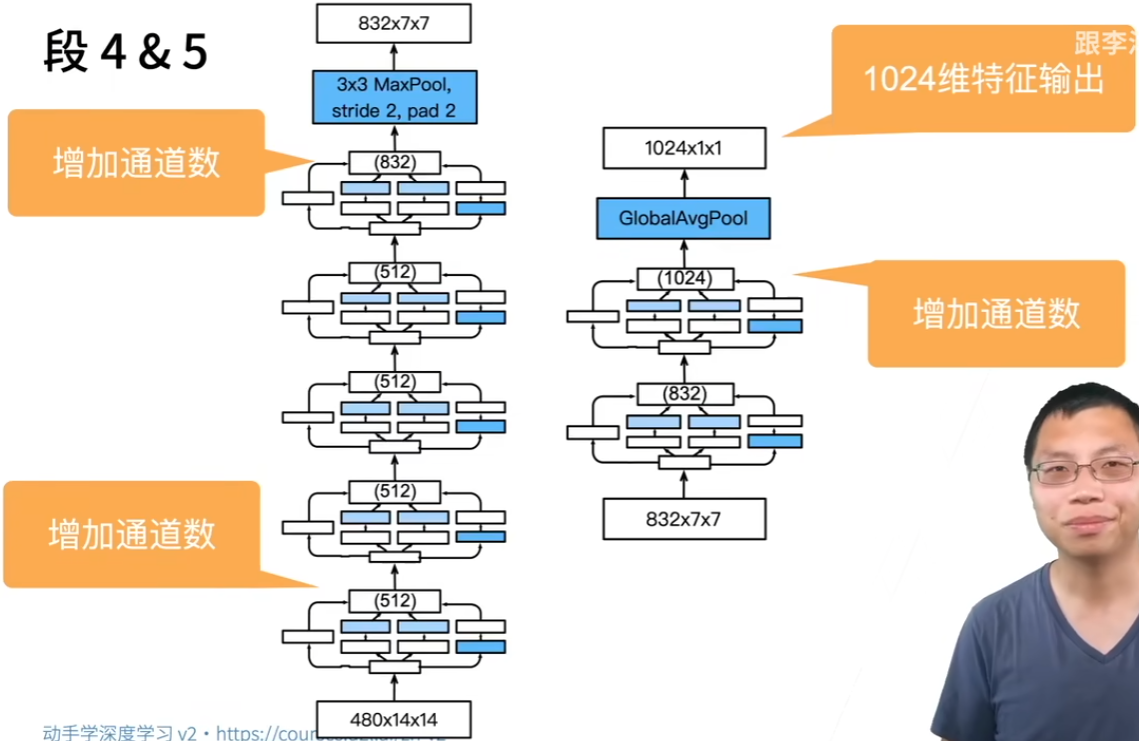 段 4 & 5
832x7x7
3x3 MaxPool,
stride 2, pad 2
增加通道数
(832)
(512)
(512)
(512)
增加通道数
(512)
480x14x14
跟李
1024维特征输出
1024x1x1
GlobalAvgPool
(1024)
增加通道数
(832)
832x7x7
动手学深度学习 v2 •